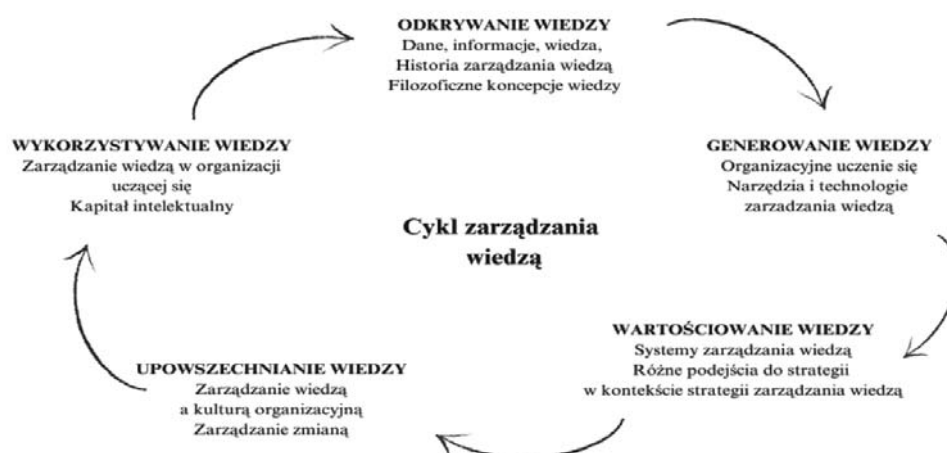 ODKRYWANIE WIEDZY
Dane, informacje, wiedza,
Historia zarządzania wiedzą
Filozoficzne koncepcje wiedzy
GENEROWANIE WIEDZY
Organizacyjne uczenie się
Narzędzia i technologie
zarzadzania wiedzą
WARTOŚCIOWANIE WIEDZY
Systemy zarządzania wiedzą
Różne podejścia do strategii
w kontekście strategii zarządzania wiedzą
UPOWSZECHNIANIE WIEDZY
Zarządzanie wiedzą
a kulturą organizacyjną
Zarządzanie zmianą
WYKORZYSTYWANIE WIEDZY
Zarządzanie wiedzą w organizacji
uczącej się
Kapitał intelektualny
Cykl zarządzania
wiedzą